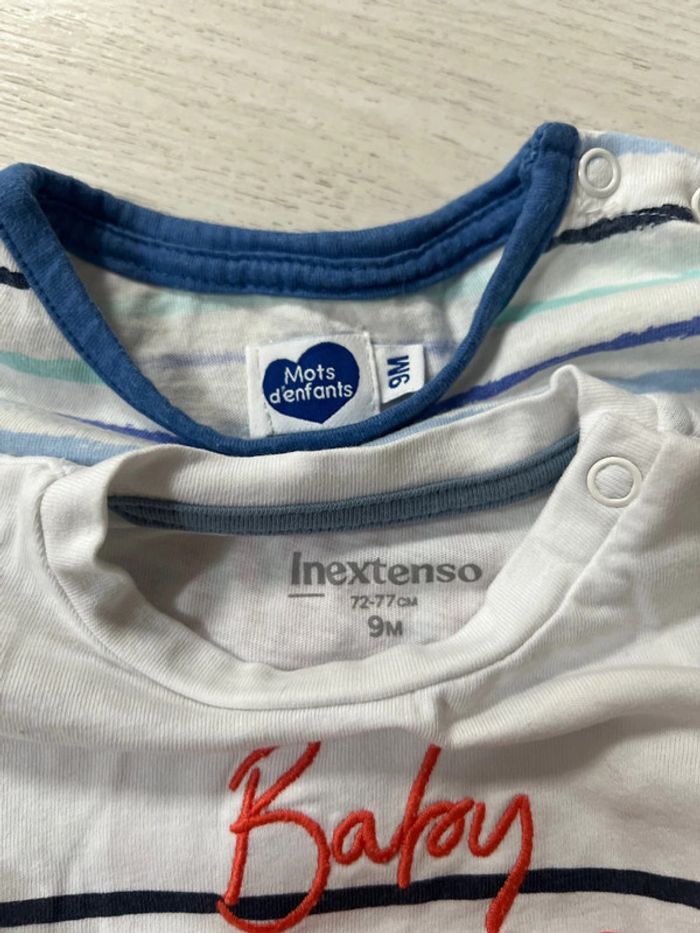 Mots
d'enfants
9M
Inextenso
72-77CM
9M
Baby